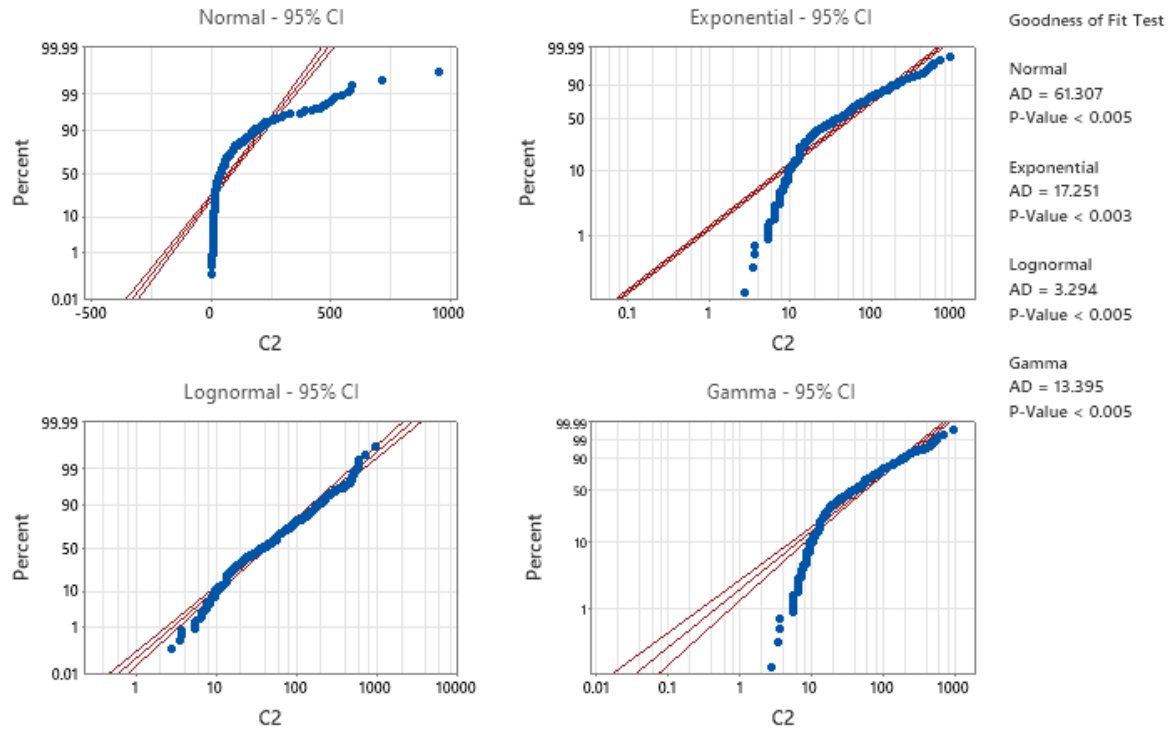 Normal - 95% CI
99.99
99
90
50
10
1
0.01
-500
0
500
1000
Percent
C2
Exponential - 95% CI
99.99
90
50
10
1
0.1
1
10
100
1000
Percent
C2
Goodness of Fit Test
Normal
AD = 61.307
P-Value < 0.005
Exponential
AD = 17.251
P-Value < 0.003
Lognormal
AD = 3.294
P-Value < 0.005
Gamma
AD = 13.395
P-Value < 0.005
Lognormal - 95% CI
99.99
99
90
50
10
1
0.01
1
10
100
1000
10000
Percent
C2
Gamma - 95% CI
99.99
99
90
50
10
1
0.01
0.1
1
10
100
1000
Percent
C2